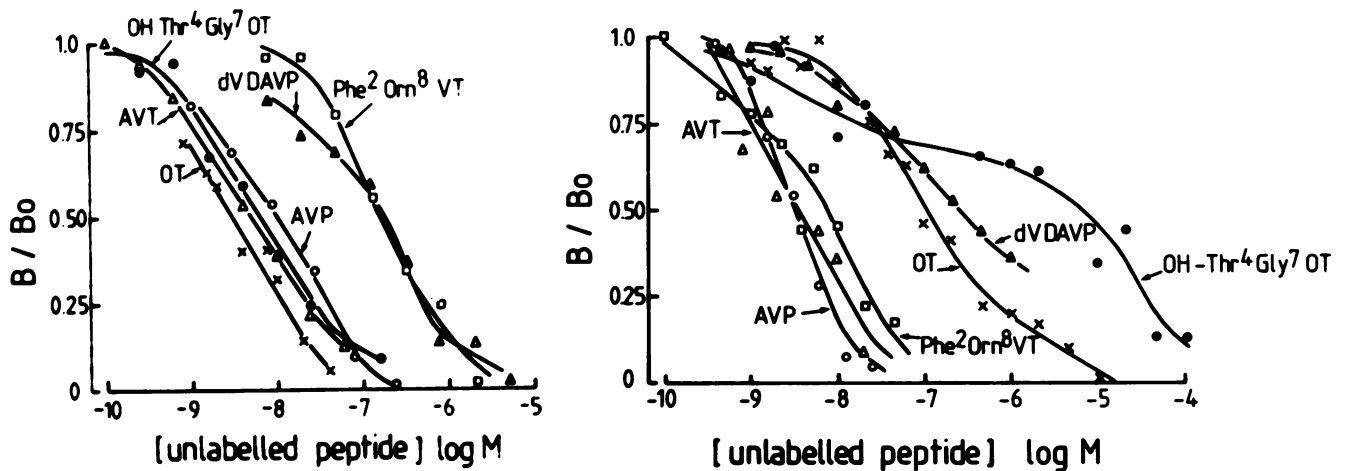 OH Thr⁴ Gly⁷ OT
1.0
dVDAVP
Phe² Orn⁸ VT
AVT
0.75
OT
0.50
AVP
0.25
0
B / Bo
-10
-9
-8
-7
-6
-5
[unlabelled peptide] log M
1.0
AVT
0.75
0.50
dVDAVP
OT
OH-Thr⁴ Gly⁷ OT
0.25
AVP
Phe² Orn⁸ VT
0
B / Bo
-10
-9
-8
-7
-6
-5
-4
[unlabelled peptide] log M